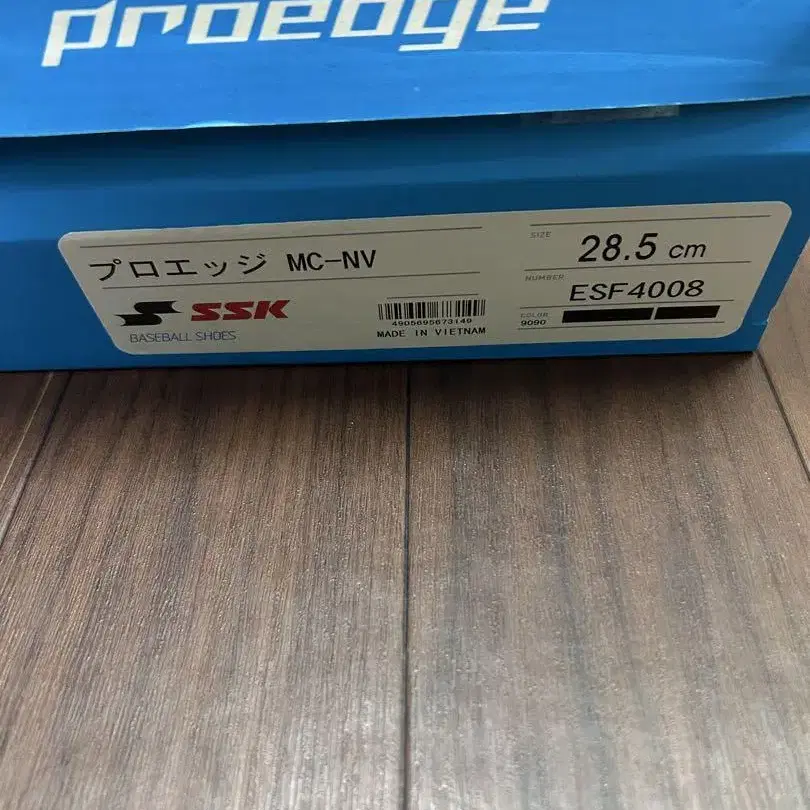 proedge
プロエッジ MC-NV
SSK
BASEBALL SHOES
4905695673149
MADE IN VIETNAM
SIZE
28.5 cm
NUMBER
ESF4008
COLOR
9090